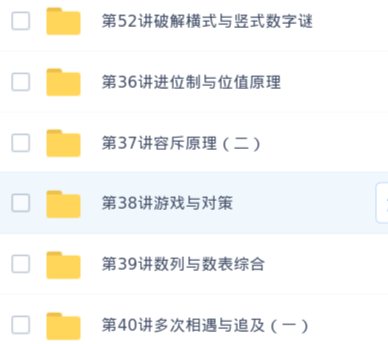 第52讲破解横式与竖式数字谜
第36讲进位制与位值原理
第37讲容斥原理（二）
第38讲游戏与对策
第39讲数列与数表综合
第40讲多次相遇与追及（一）